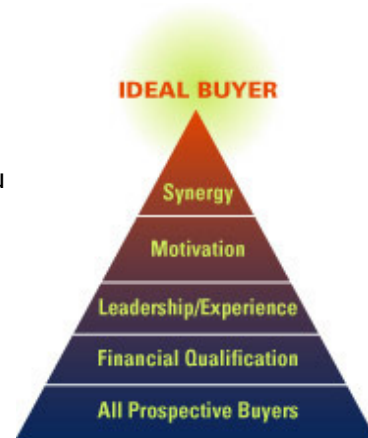 IDEAL BUYER
Synergy
Motivation
Leadership/Experience
Financial Qualification
All Prospective Buyers